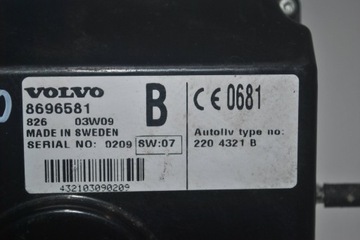 VOLVO
8696581
826 03W09
MADE IN SWEDEN
SERIAL NO: 0209 SW:07
432103090209
B
CE 0681
Autoliv type no:
220 4321 B